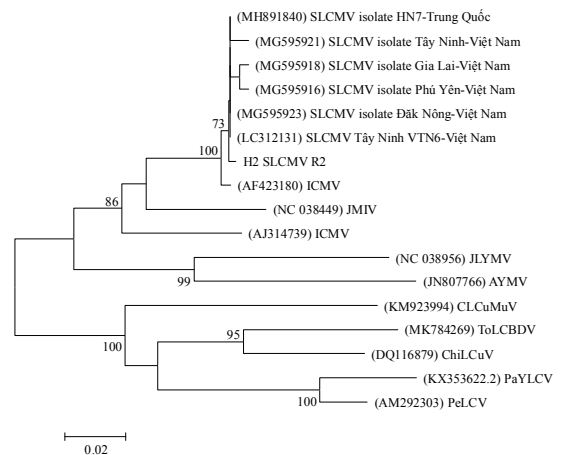 (MH891840) SLCMV isolate HN7-Trung Quốc
(MG595921) SLCMV isolate Tây Ninh-Việt Nam
(MG595918) SLCMV isolate Gia Lai-Việt Nam
(MG595916) SLCMV isolate Phú Yên-Việt Nam
(MG595923) SLCMV isolate Đăk Nông-Việt Nam
73
(LC312131) SLCMV Tây Ninh VTN6-Việt Nam
100
H2 SLCMV R2
(AF423180) ICMV
86
(NC 038449) JMIV
(AJ314739) ICMV
(NC 038956) JLYMV
99
(JN807766) AYMV
(KM923994) CLCuMuV
100
95
(MK784269) ToLCBDV
(DQ116879) ChiLCuV
(KX353622.2) PaYLCV
100
(AM292303) PeLCV
0.02